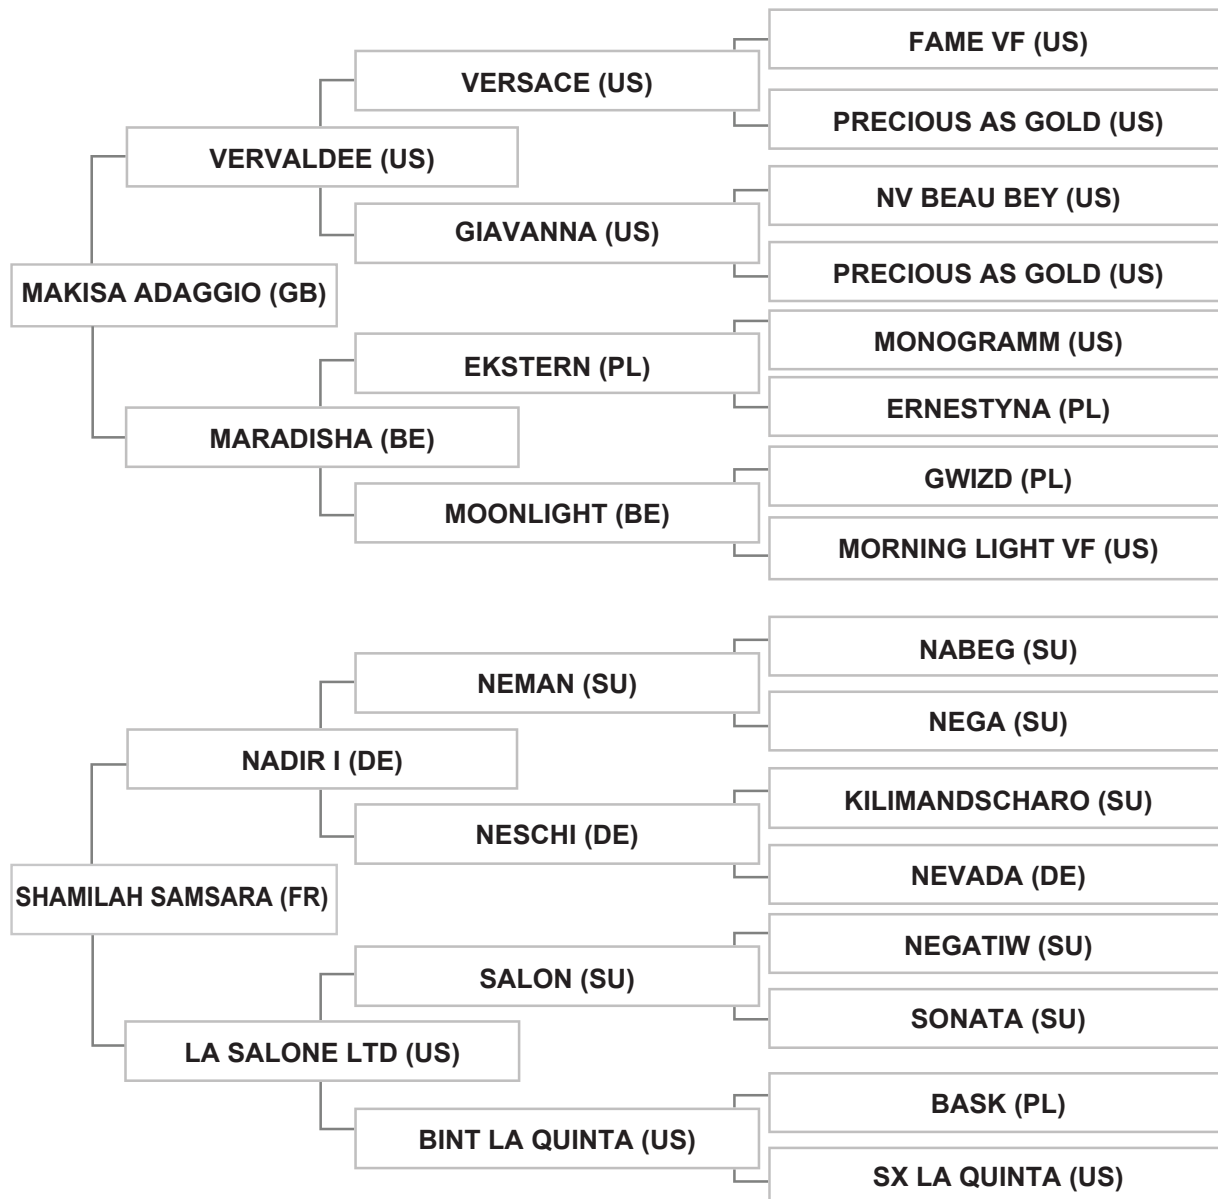 FAME VF (US)
VERSACE (US)
PRECIOUS AS GOLD (US)
VERVALDEE (US)
NV BEAU BEY (US)
GIAVANNA (US)
PRECIOUS AS GOLD (US)
MAKISA ADAGGIO (GB)
MONOGRAMM (US)
EKSTERN (PL)
ERNESTYNA (PL)
MARADISHA (BE)
GWIZD (PL)
MOONLIGHT (BE)
MORNING LIGHT VF (US)
NABEG (SU)
NEMAN (SU)
NEGA (SU)
NADIR I (DE)
KILIMANDSCHARO (SU)
NESCHI (DE)
NEVADA (DE)
SHAMILAH SAMSARA (FR)
NEGATIW (SU)
SALON (SU)
SONATA (SU)
LA SALONE LTD (US)
BASK (PL)
BINT LA QUINTA (US)
SX LA QUINTA (US)